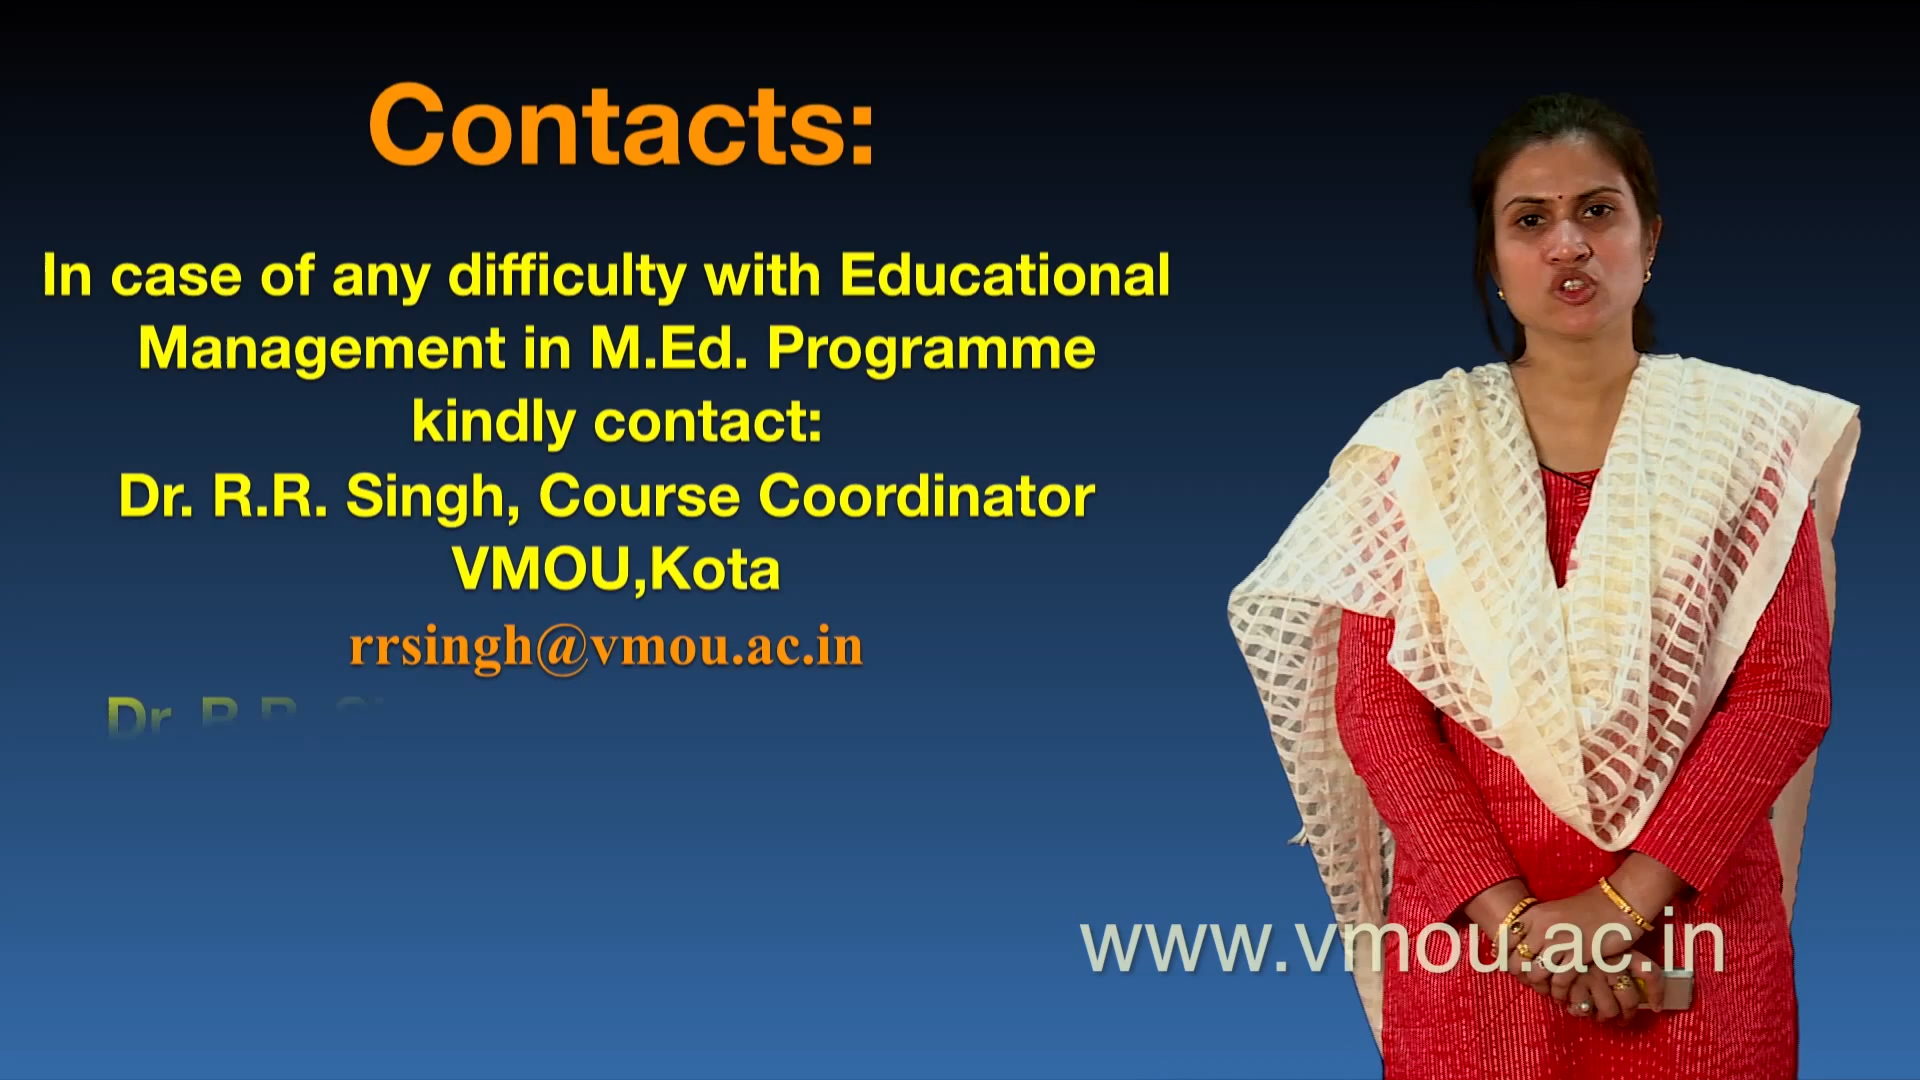 Contacts:
In case of any difficulty with Educational
Management in M.Ed. Programme
kindly contact:
Dr. R.R. Singh, Course Coordinator
VMOU,Kota
rrsingh@vmou.ac.in
Dr. R.R.
www.vmou.ac.in